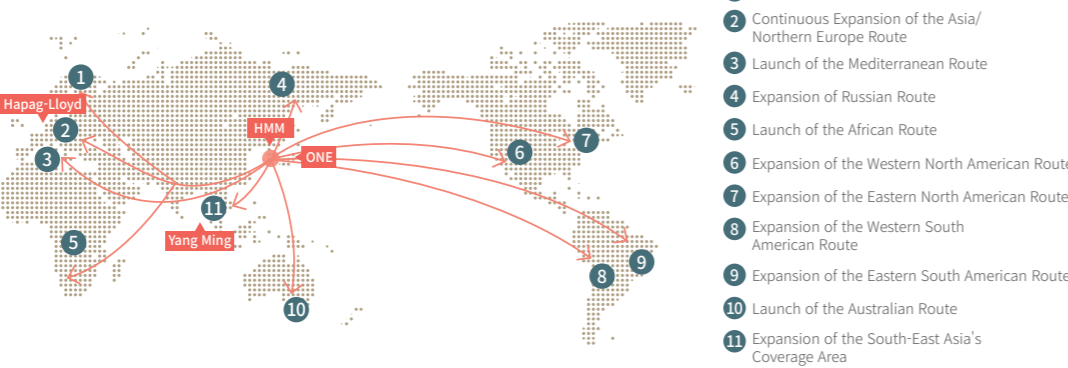 1
Hapag-Lloyd
2
3
4
HMM
ONE
11
Yang Ming
5
10
6
7
8
9
2 Continuous Expansion of the Asia/
Northern Europe Route
3 Launch of the Mediterranean Route
4 Expansion of Russian Route
5 Launch of the African Route
6 Expansion of the Western North American Route
7 Expansion of the Eastern North American Route
8 Expansion of the Western South
American Route
9 Expansion of the Eastern South American Route
10 Launch of the Australian Route
11 Expansion of the South-East Asia's
Coverage Area